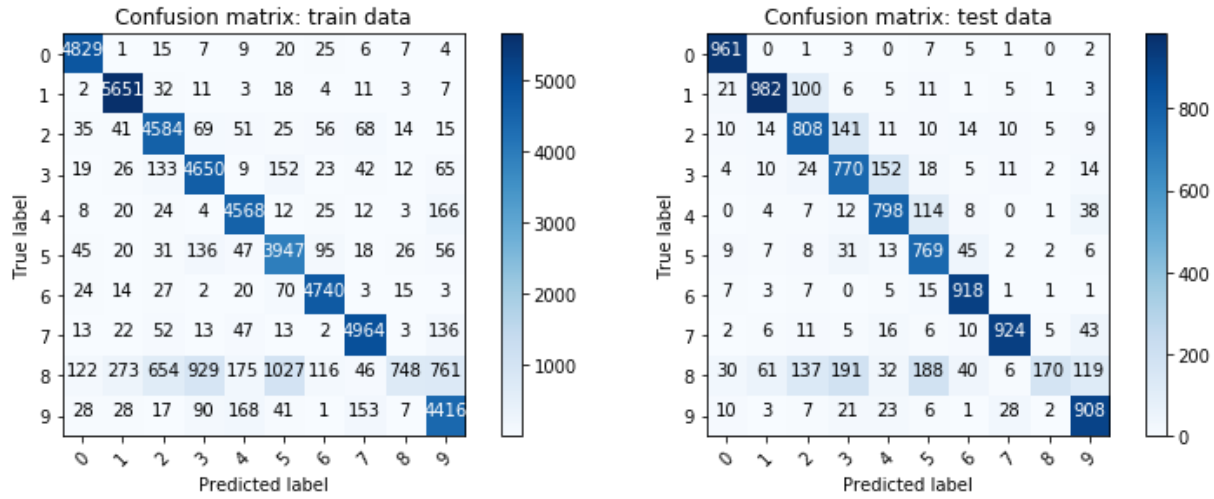 Confusion matrix: train data
0 4829 1 15 7 9 20 25 6 7 4
1 2 5651 32 11 3 18 4 11 3 7
2 35 41 4584 69 51 25 56 68 14 15
3 19 26 133 4650 9 152 23 42 12 65
4 8 20 24 4 4568 12 25 12 3 166
5 45 20 31 136 47 3947 95 18 26 56
6 24 14 27 2 20 70 4740 3 15 3
7 13 22 52 13 47 13 2 4964 3 136
8 122 273 654 929 175 1027 116 46 748 761
9 28 28 17 90 168 41 1 153 7 4416
0 1 2 3 4 5 6 7 8 9
True label
Predicted label
5000
4000
3000
2000
1000
Confusion matrix: test data
0 961 0 1 3 0 7 5 1 0 2
1 21 982 100 6 5 11 1 5 1 3
2 10 14 808 141 11 10 14 10 5 9
3 4 10 24 770 152 18 5 11 2 14
4 0 4 7 12 798 114 8 0 1 38
5 9 7 8 31 13 769 45 2 2 6
6 7 3 7 0 5 15 918 1 1 1
7 2 6 11 5 16 6 10 924 5 43
8 30 61 137 191 32 188 40 6 170 119
9 10 3 7 21 23 6 1 28 2 908
0 1 2 3 4 5 6 7 8 9
True label
Predicted label
800
600
400
200
0